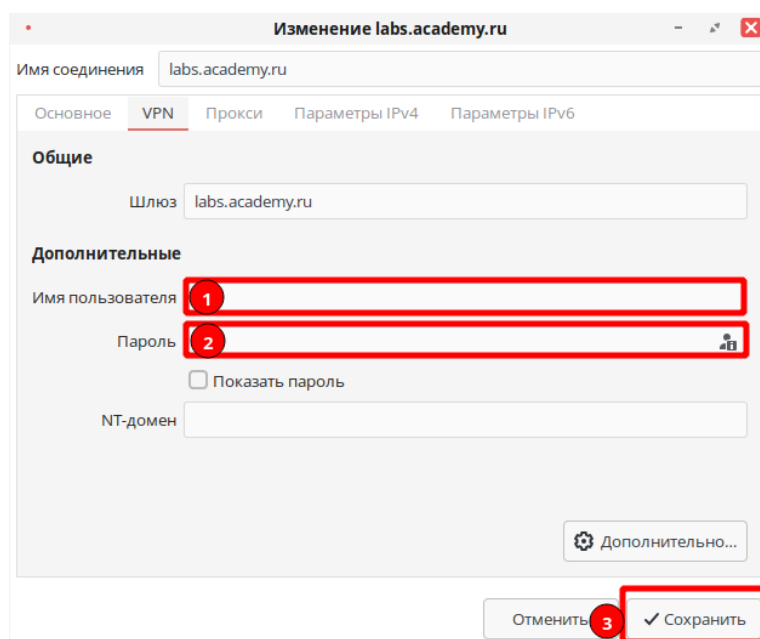 Изменение labs.academy.ru
Имя соединения labs.academy.ru
Основное VPN Прокси Параметры IPv4 Параметры IPv6
Общие
Шлюз labs.academy.ru
Дополнительные
Имя пользователя 1
Пароль 2
Показать пароль
NT-домен
Дополнительно...
Отменить 3 Сохранить